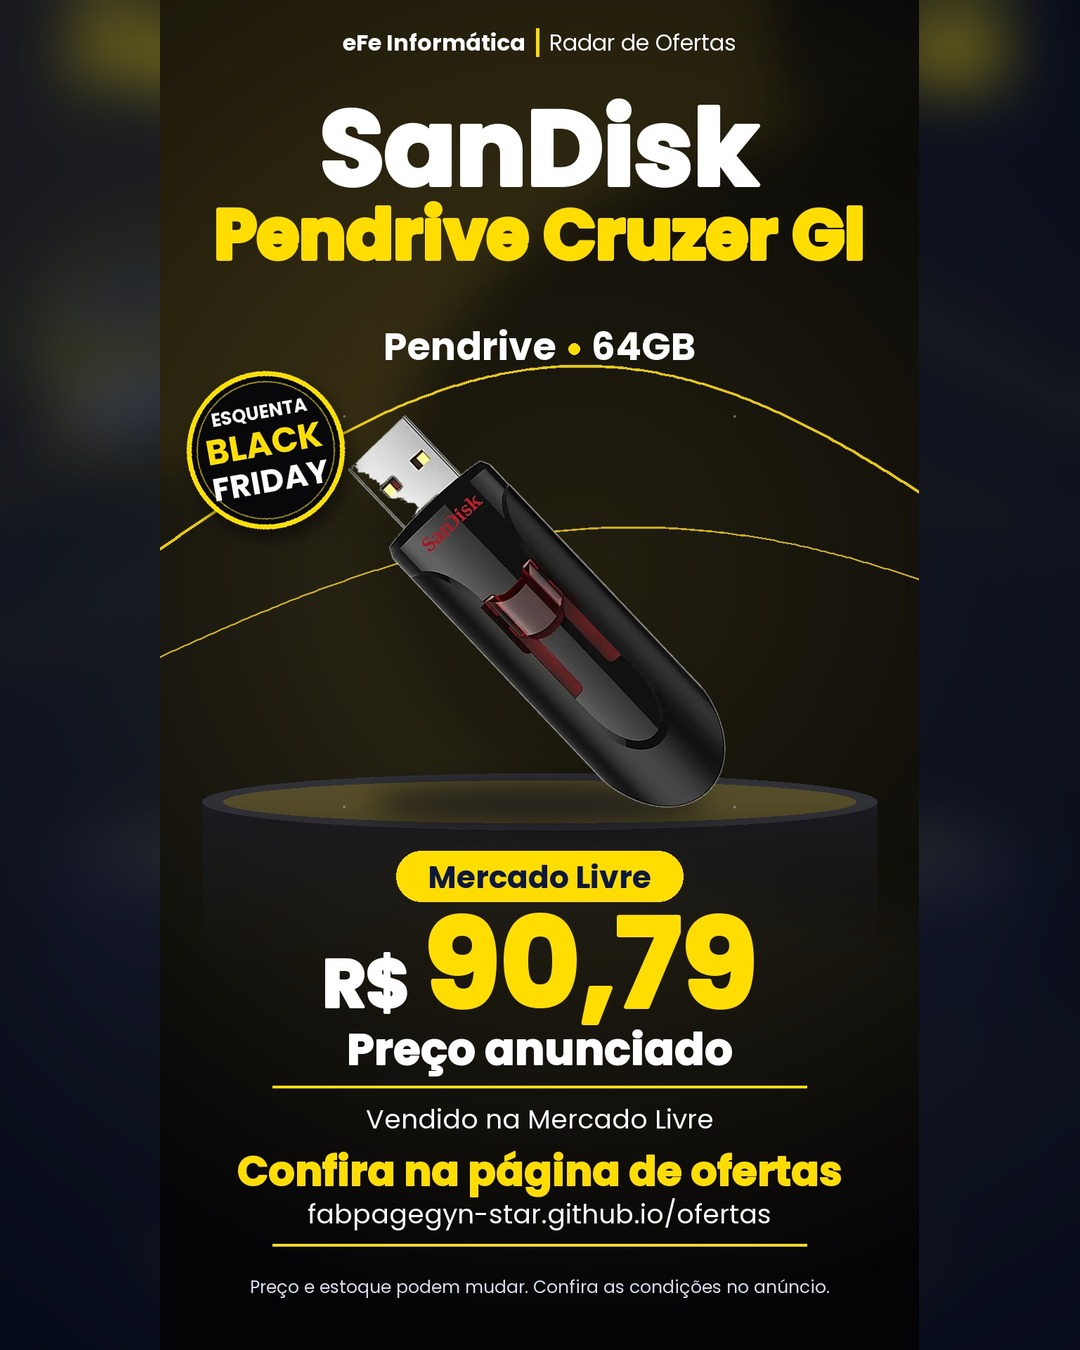 eFe Informática | Radar de Ofertas
SanDisk
Pendrive Cruzer Gl
Pendrive • 64GB
ESQUENTA
BLACK
FRIDAY
SanDisk
Mercado Livre
R$ 90,79
Preço anunciado
Vendido na Mercado Livre
Confira na página de ofertas
fabpagegyn-star.github.io/ofertas
Preço e estoque podem mudar. Confira as condições no anúncio.